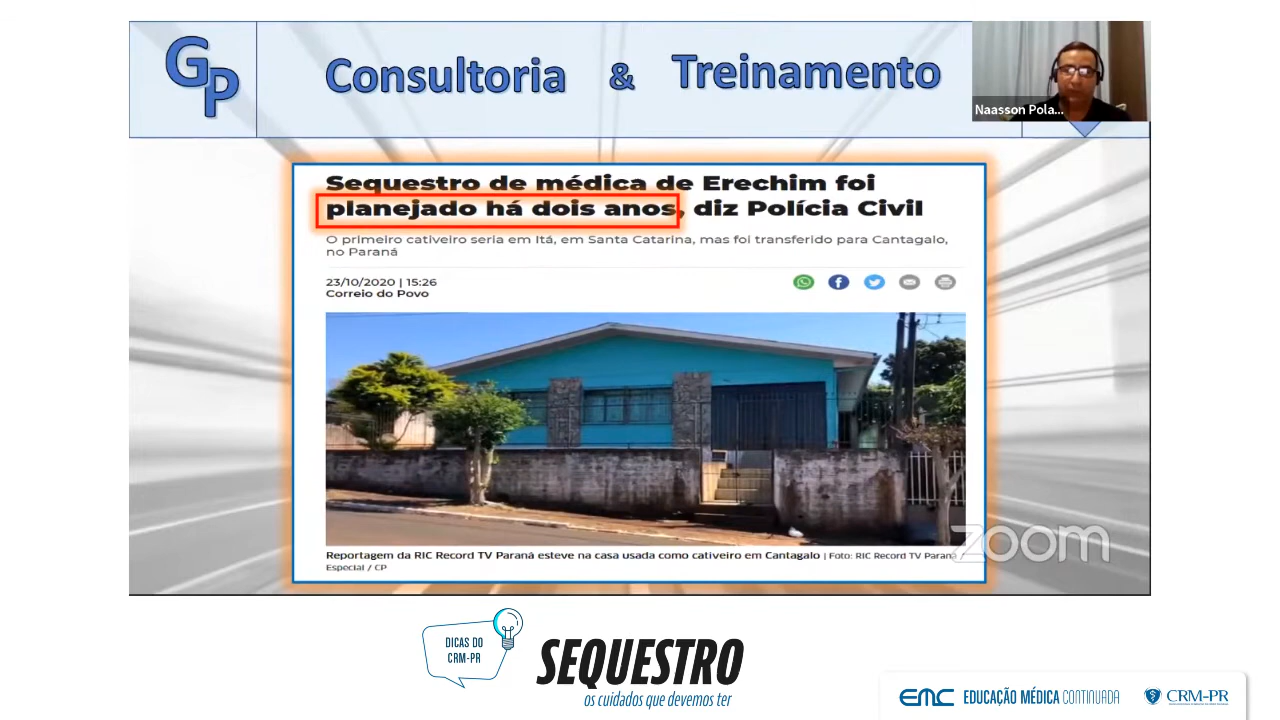 GP
Consultoria & Treinamento
Naasson Pola...
Sequestro de médica de Erechim foi
planejado há dois anos, diz Polícia Civil
O primeiro cativeiro seria em Itá, em Santa Catarina, mas foi transferido para Cantagalo,
no Paraná
23/10/2020 | 15:26
Correio do Povo
Reportagem da RIC Record TV Paraná esteve na casa usada como cativeiro em Cantagalo | Foto: RIC Record TV Paraná /
Especial / CP
zoom
DICAS DO
CRM-PR
SEQUESTRO
os cuidados que devemos ter
EMC EDUCAÇÃO MÉDICA CONTINUADA
CRM-PR